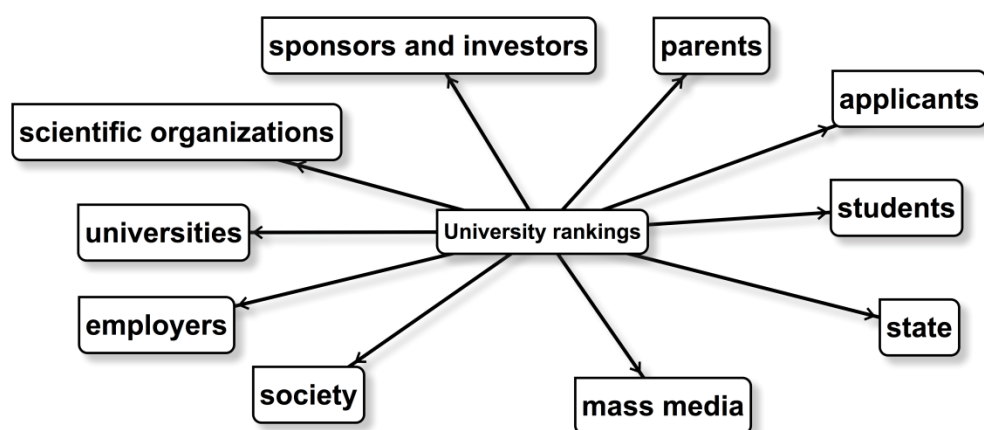 sponsors and investors
parents
applicants
scientific organizations
students
universities
University rankings
employers
state
society
mass media